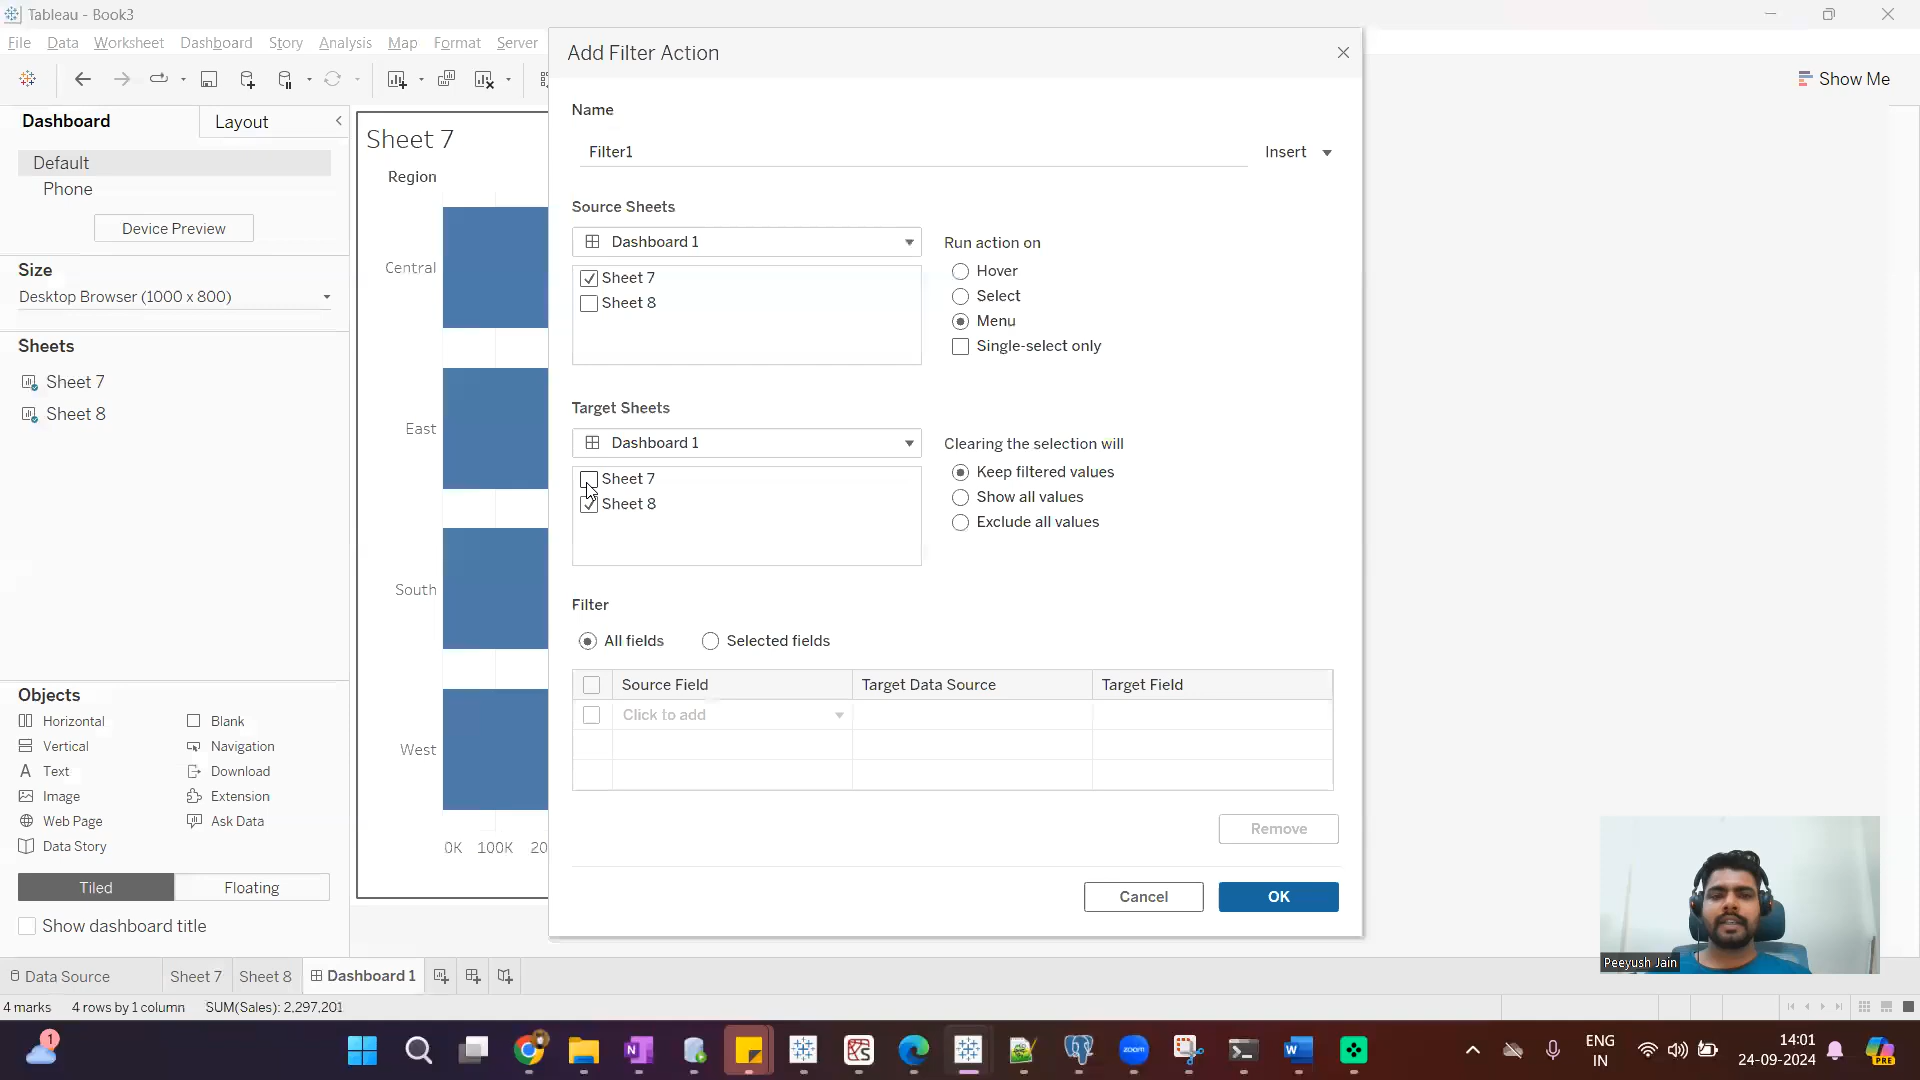 Tableau - Book3
File Data Worksheet Dashboard Story Analysis Map Format Server
Show Me
Dashboard
Layout
Default
Phone
Device Preview
Size
Desktop Browser (1000 x 800)
Sheets
Sheet 7
Sheet 8
Objects
Horizontal
Blank
Vertical
Navigation
Text
Download
Image
Extension
Web Page
Ask Data
Data Story
Tiled
Floating
Show dashboard title
Sheet 7
Region
Central
East
South
West
0K 100K 20
Add Filter Action
Name
Filter1
Insert
Source Sheets
Dashboard 1
Sheet 7
Sheet 8
Run action on
Hover
Select
Menu
Single-select only
Target Sheets
Dashboard 1
Sheet 7
Sheet 8
Clearing the selection will
Keep filtered values
Show all values
Exclude all values
Filter
All fields
Selected fields
Source Field
Target Data Source
Target Field
Click to add
Remove
Cancel
OK
Peeyush Jain
Data Source
Sheet 7
Sheet 8
Dashboard 1
4 marks
4 rows by 1 column
SUM(Sales): 2,297,201
1
zoom
ENG
IN
14:01
24-09-2024
PRE